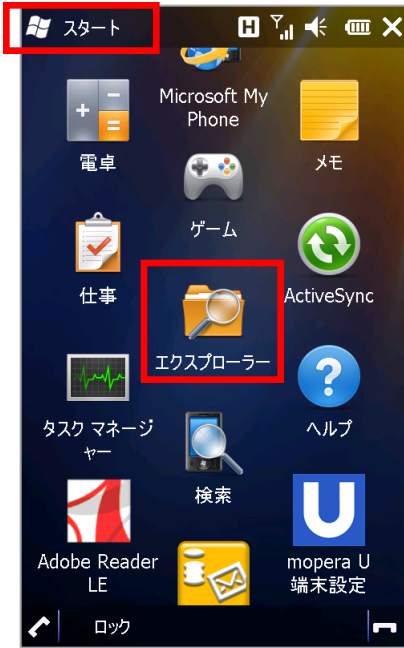 スタート
H
Microsoft My
Phone
電卓
メモ
ゲーム
仕事
ActiveSync
エクスプローラー
タスク マネージ
ャー
ヘルプ
検索
Adobe Reader
LE
U
mopera U
端末設定
ロック